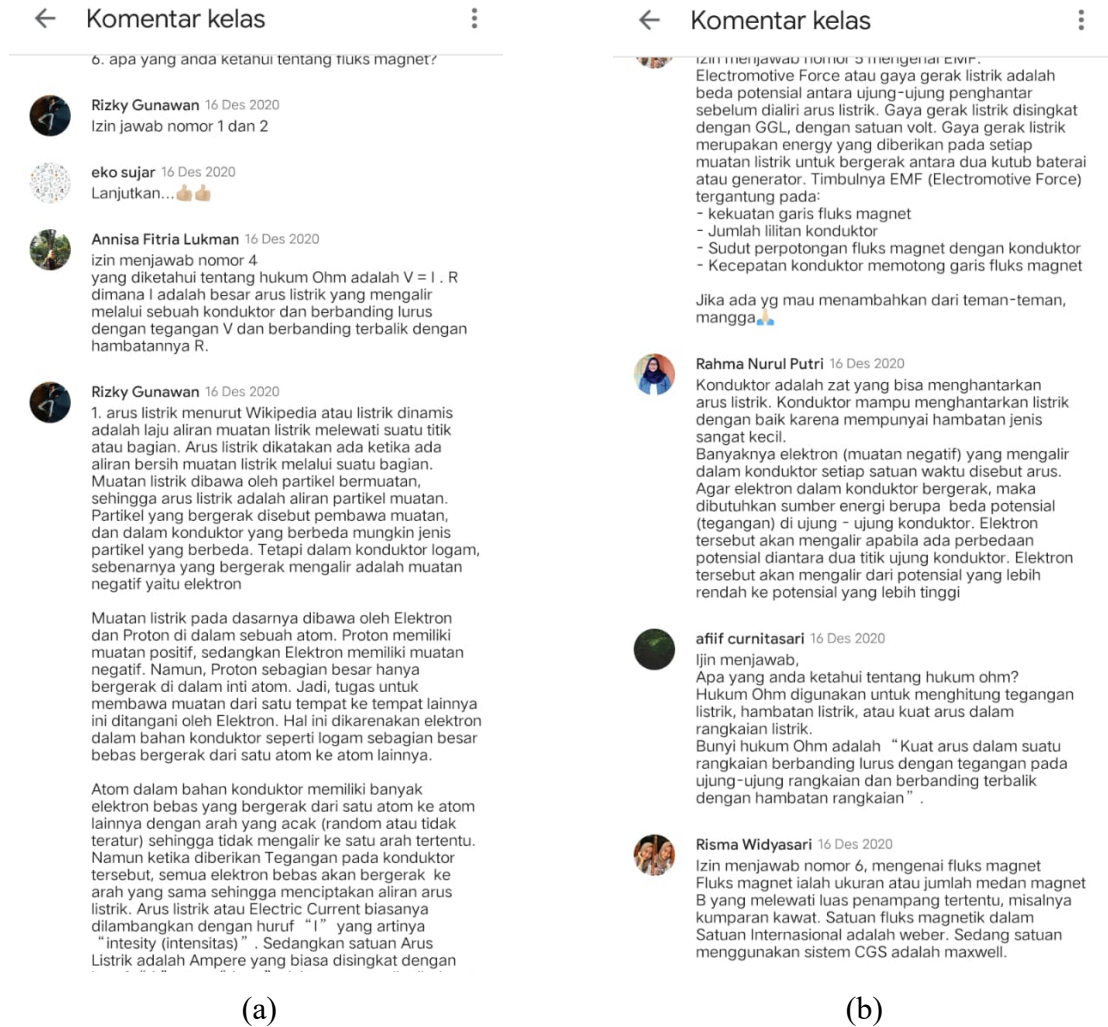 Komentar kelas
6. apa yang anda ketahui tentang fluks magnet?
Rizky Gunawan 16 Des 2020
Izin jawab nomor 1 dan 2
eko sujar 16 Des 2020
Lanjutkan...👍🏼👍🏼
Annisa Fitria Lukman 16 Des 2020
izin menjawab nomor 4
yang diketahui tentang hukum Ohm adalah V = I . R
dimana I adalah besar arus listrik yang mengalir
melalui sebuah konduktor dan berbanding lurus
dengan tegangan V dan berbanding terbalik dengan
hambatannya R.
Rizky Gunawan 16 Des 2020
1. arus listrik menurut Wikipedia atau listrik dinamis
adalah laju aliran muatan listrik melewati suatu titik
atau bagian. Arus listrik dikatakan ada ketika ada
aliran bersih muatan listrik melalui suatu bagian.
Muatan listrik dibawa oleh partikel bermuatan,
sehingga arus listrik adalah aliran partikel muatan.
Partikel yang bergerak disebut pembawa muatan,
dan dalam konduktor yang berbeda mungkin jenis
partikel yang berbeda. Tetapi dalam konduktor logam,
sebenarnya yang bergerak mengalir adalah muatan
negatif yaitu elektron
Muatan listrik pada dasarnya dibawa oleh Elektron
dan Proton di dalam sebuah atom. Proton memiliki
muatan positif, sedangkan Elektron memiliki muatan
negatif. Namun, Proton sebagian besar hanya
bergerak di dalam inti atom. Jadi, tugas untuk
membawa muatan dari satu tempat ke tempat lainnya
ini ditangani oleh Elektron. Hal ini dikarenakan elektron
dalam bahan konduktor seperti logam sebagian besar
bebas bergerak dari satu atom ke atom lainnya.
Atom dalam bahan konduktor memiliki banyak
elektron bebas yang bergerak dari satu atom ke atom
lainnya dengan arah yang acak (random atau tidak
teratur) sehingga tidak mengalir ke satu arah tertentu.
Namun ketika diberikan Tegangan pada konduktor
tersebut, semua elektron bebas akan bergerak ke
arah yang sama sehingga menciptakan aliran arus
listrik. Arus listrik atau Electric Current biasanya
dilambangkan dengan huruf “I” yang artinya
“intesity (intensitas)”. Sedangkan satuan Arus
Listrik adalah Ampere yang biasa disingkat dengan
(a)
Komentar kelas
Izin menjawab nomor 5 mengenai EMF.
Electromotive Force atau gaya gerak listrik adalah
beda potensial antara ujung-ujung penghantar
sebelum dialiri arus listrik. Gaya gerak listrik disingkat
dengan GGL, dengan satuan volt. Gaya gerak listrik
merupakan energy yang diberikan pada setiap
muatan listrik untuk bergerak antara dua kutub baterai
atau generator. Timbulnya EMF (Electromotive Force)
tergantung pada:
- kekuatan garis fluks magnet
- Jumlah lilitan konduktor
- Sudut perpotongan fluks magnet dengan konduktor
- Kecepatan konduktor memotong garis fluks magnet
Jika ada yg mau menambahkan dari teman-teman,
mangga🙏🏻
Rahma Nurul Putri 16 Des 2020
Konduktor adalah zat yang bisa menghantarkan
arus listrik. Konduktor mampu menghantarkan listrik
dengan baik karena mempunyai hambatan jenis
sangat kecil.
Banyaknya elektron (muatan negatif) yang mengalir
dalam konduktor setiap satuan waktu disebut arus.
Agar elektron dalam konduktor bergerak, maka
dibutuhkan sumber energi berupa beda potensial
(tegangan) di ujung - ujung konduktor. Elektron
tersebut akan mengalir apabila ada perbedaan
potensial diantara dua titik ujung konduktor. Elektron
tersebut akan mengalir dari potensial yang lebih
rendah ke potensial yang lebih tinggi
afiif curnitasari 16 Des 2020
Ijin menjawab,
Apa yang anda ketahui tentang hukum ohm?
Hukum Ohm digunakan untuk menghitung tegangan
listrik, hambatan listrik, atau kuat arus dalam
rangkaian listrik.
Bunyi hukum Ohm adalah “Kuat arus dalam suatu
rangkaian berbanding lurus dengan tegangan pada
ujung-ujung rangkaian dan berbanding terbalik
dengan hambatan rangkaian”.
Risma Widyasari 16 Des 2020
Izin menjawab nomor 6, mengenai fluks magnet
Fluks magnet ialah ukuran atau jumlah medan magnet
B yang melewati luas penampang tertentu, misalnya
kumparan kawat. Satuan fluks magnetik dalam
Satuan Internasional adalah weber. Sedang satuan
menggunakan sistem CGS adalah maxwell.
(b)